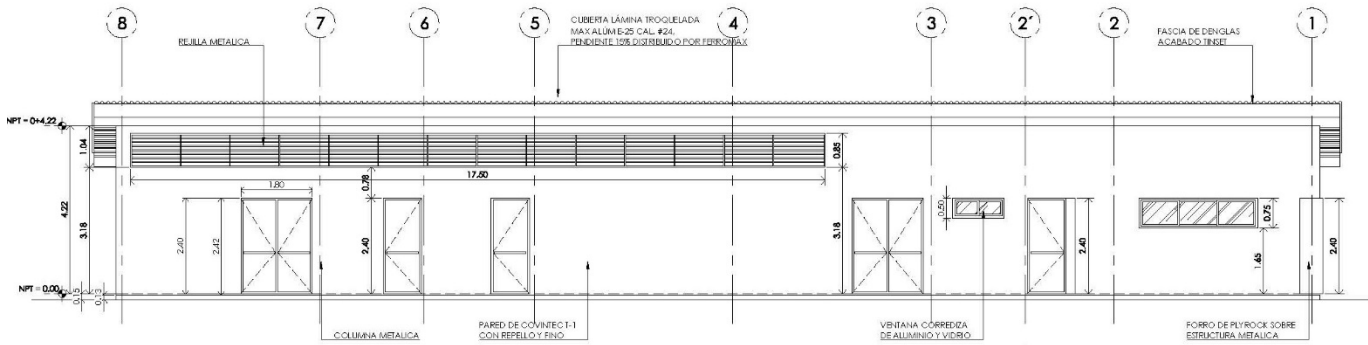 8
7
6
5
4
3
2´
2
1
REJILLA METALICA
CUBIERTA LÁMINA TROQUELADA
MAX ALÚM E-25 CAL. #24,
PENDIENTE 15% DISTRIBUIDO POR FERROMAX
FASCIA DE DENGLAS
ACABADO TINSET
NPT = 0+4.22
1.04
0.85
17.50
1.80
0.78
0.50
0.75
4.22
3.18
2.40
2.42
2.40
3.18
2.40
1.65
2.40
NPT = 0.00
0.15
0.13
COLUMNA METALICA
PARED DE COVINTEC T-1
CON REPELLO Y FINO
VENTANA CORREDIZA
DE ALUMINIO Y VIDRIO
FORRO DE PLYROCK SOBRE
ESTRUCTURA METALICA